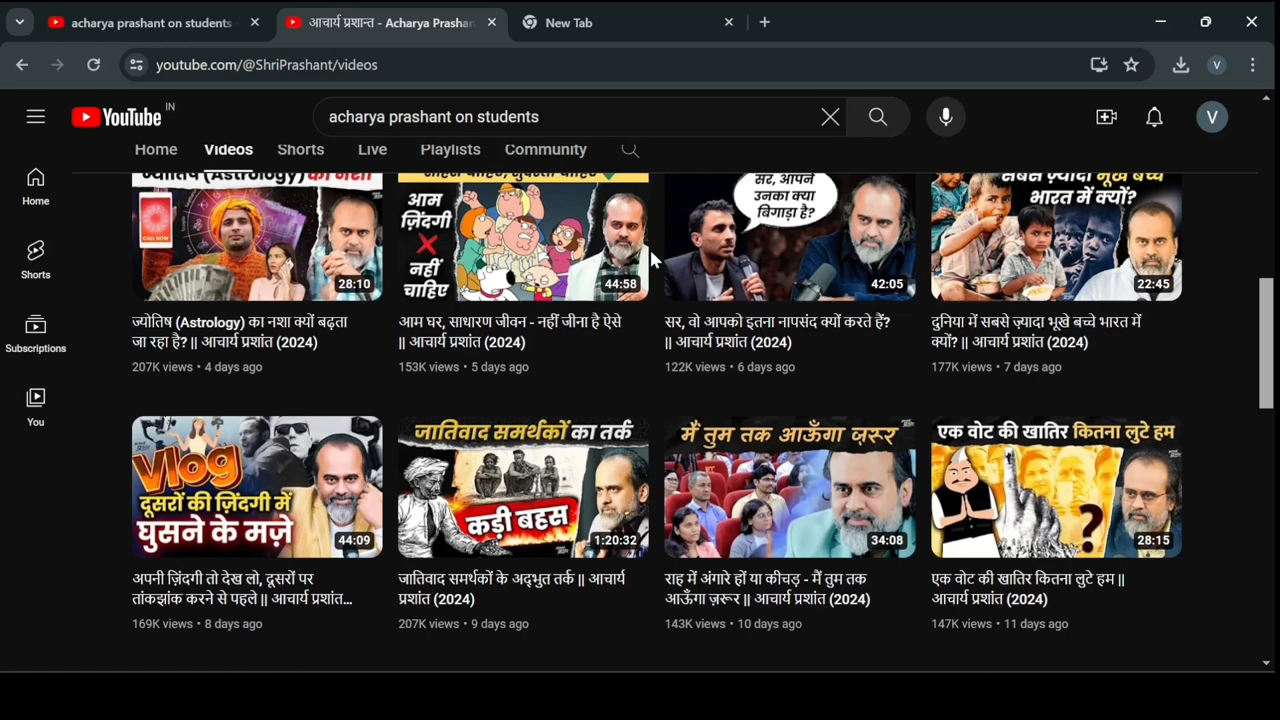 acharya prashant on students
आचार्य प्रशान्त - Acharya Prashan
New Tab
youtube.com/@ShriPrashant/videos
V
YouTube IN
acharya prashant on students
V
Home Videos Shorts Live Playlists Community
Home
Shorts
Subscriptions
You
ज्योतिष (Astrology) का नशा
CALL NOW
28:10
आम
ज़िंदगी
नहीं
चाहिए
44:58
सर, आपने
उनका क्या
बिगाड़ा है?
42:05
सबसे ज़्यादा भूखे बच्चे
भारत में क्यों?
22:45
ज्योतिष (Astrology) का नशा क्यों बढ़ता
जा रहा है? || आचार्य प्रशांत (2024)
207K views • 4 days ago
आम घर, साधारण जीवन - नहीं जीना है ऐसे
|| आचार्य प्रशांत (2024)
153K views • 5 days ago
सर, वो आपको इतना नापसंद क्यों करते हैं?
|| आचार्य प्रशांत (2024)
122K views • 6 days ago
दुनिया में सबसे ज़्यादा भूखे बच्चे भारत में
क्यों? || आचार्य प्रशांत (2024)
177K views • 7 days ago
Vlog
दूसरों की ज़िंदगी में
घुसने के मज़े
44:09
जातिवाद समर्थकों का तर्क
कड़ी बहस
1:20:32
मैं तुम तक आऊँगा ज़रूर
34:08
एक वोट की खातिर कितना लुटे हम
?
28:15
अपनी ज़िंदगी तो देख लो, दूसरों पर
तांकझांक करने से पहले || आचार्य प्रशांत...
169K views • 8 days ago
जातिवाद समर्थकों के अद्भुत तर्क || आचार्य
प्रशांत (2024)
207K views • 9 days ago
राह में अंगारे हों या कीचड़ - मैं तुम तक
आऊँगा ज़रूर || आचार्य प्रशांत (2024)
143K views • 10 days ago
एक वोट की खातिर कितना लुटे हम ||
आचार्य प्रशांत (2024)
147K views • 11 days ago